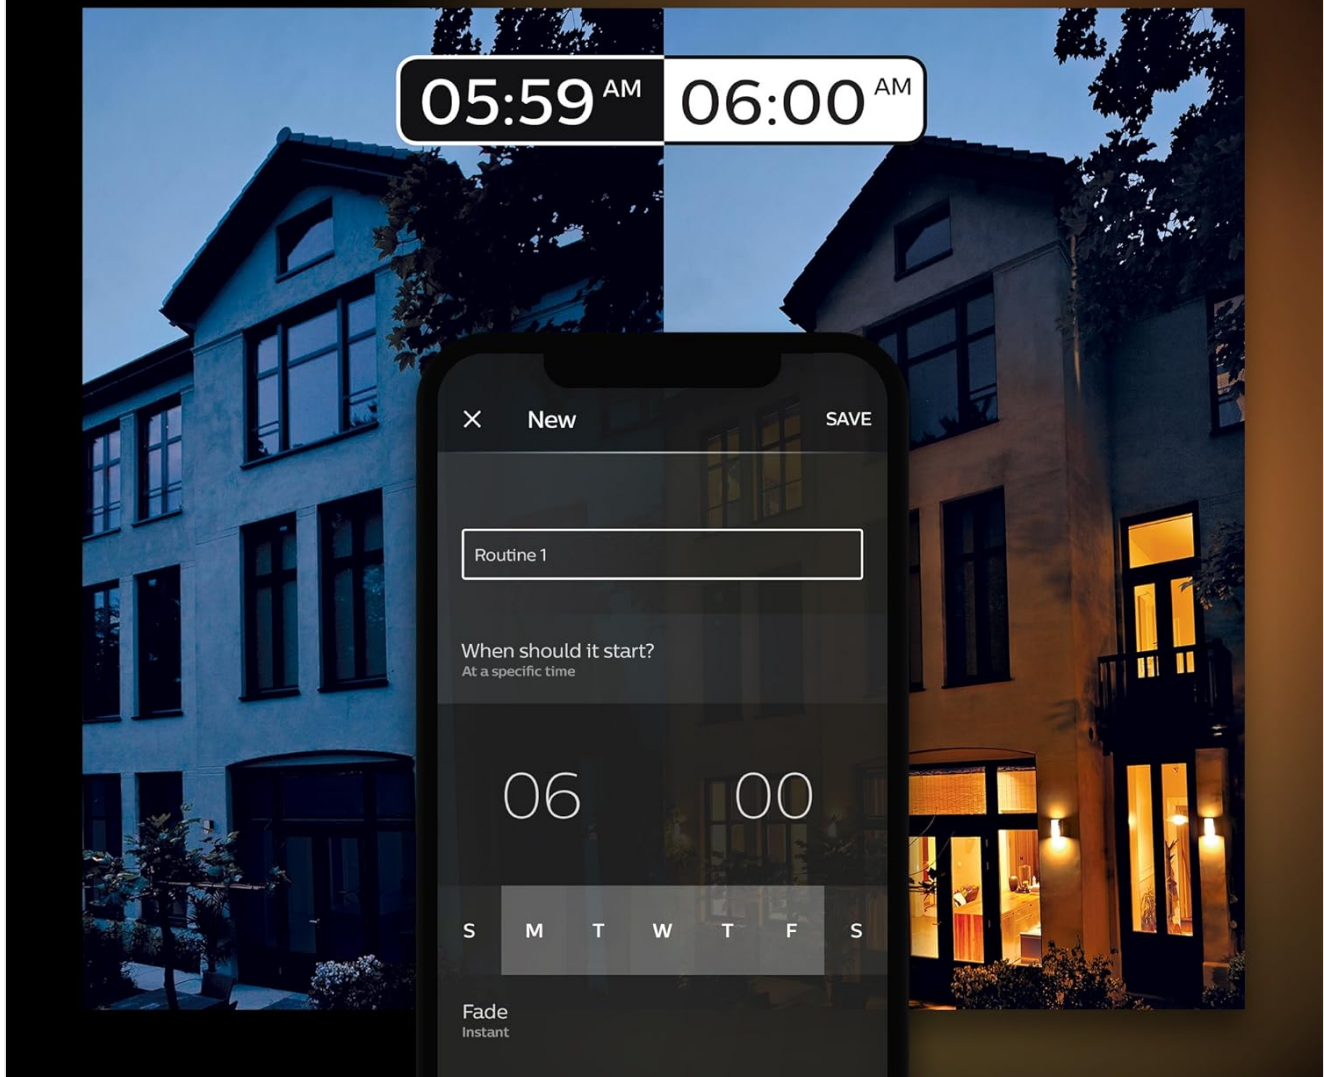 05:59 AM 06:00 AM
× New SAVE
Routine 1
When should it start?
At a specific time
06 00
S M T W T F S
Fade
Instant